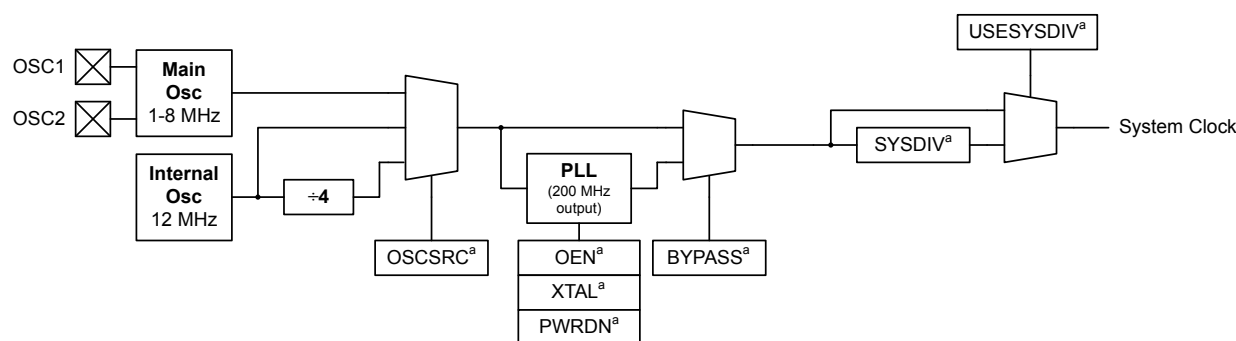 USESYSDIVa
OSC1
OSC2
Main
Osc
1-8 MHz
System Clock
SYSDIVa
Internal
Osc
12 MHz
÷4
PLL
(200 MHz
output)
OSCSRCa
OENa
XTALa
PWRDNa
BYPASSa